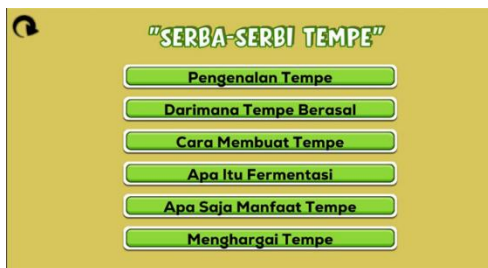 "SERBA-SERBI TEMPE"
Pengenalan Tempe
Darimana Tempe Berasal
Cara Membuat Tempe
Apa Itu Fermentasi
Apa Saja Manfaat Tempe
Menghargai Tempe